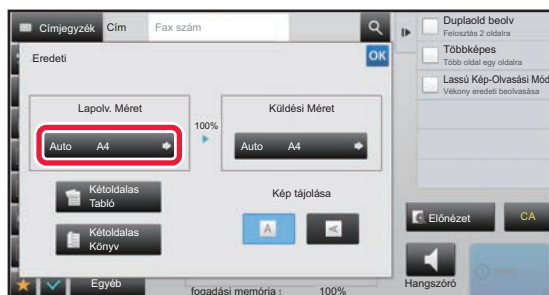 Címjegyzék Cím Fax szám
Eredeti OK
Lapolv. Méret
Auto A4
100%
Küldési Méret
Auto A4
Kétoldalas
Tabló
Kétoldalas
Könyv
Kép tájolása
A A
Egyéb
fogadási memória : 100%
Duplaold beolv
Felosztás 2 oldalra
Többképes
Több oldal egy oldalra
Lassú Kép-Olvasási Mód
Vékony eredeti beolvasása
Előnézet CA
Hangszóró Start